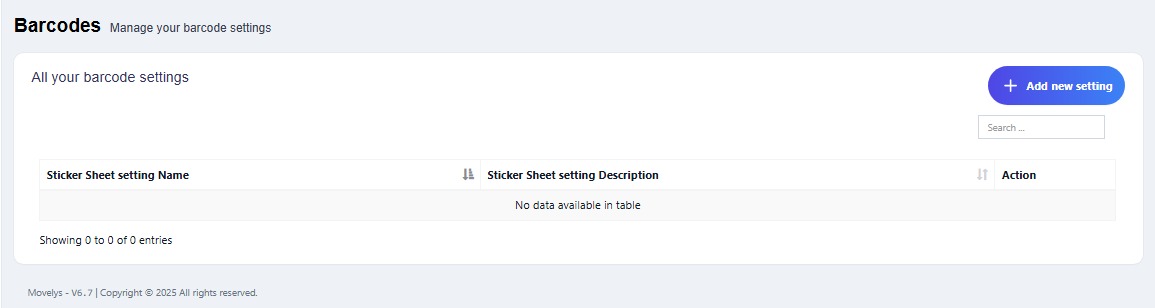 Barcodes Manage your barcode settings
All your barcode settings
Add new setting
Search ...
Sticker Sheet setting Name Sticker Sheet setting Description Action
No data available in table
Showing 0 to 0 of 0 entries
Movelys - V6.7 | Copyright © 2025 All rights reserved.